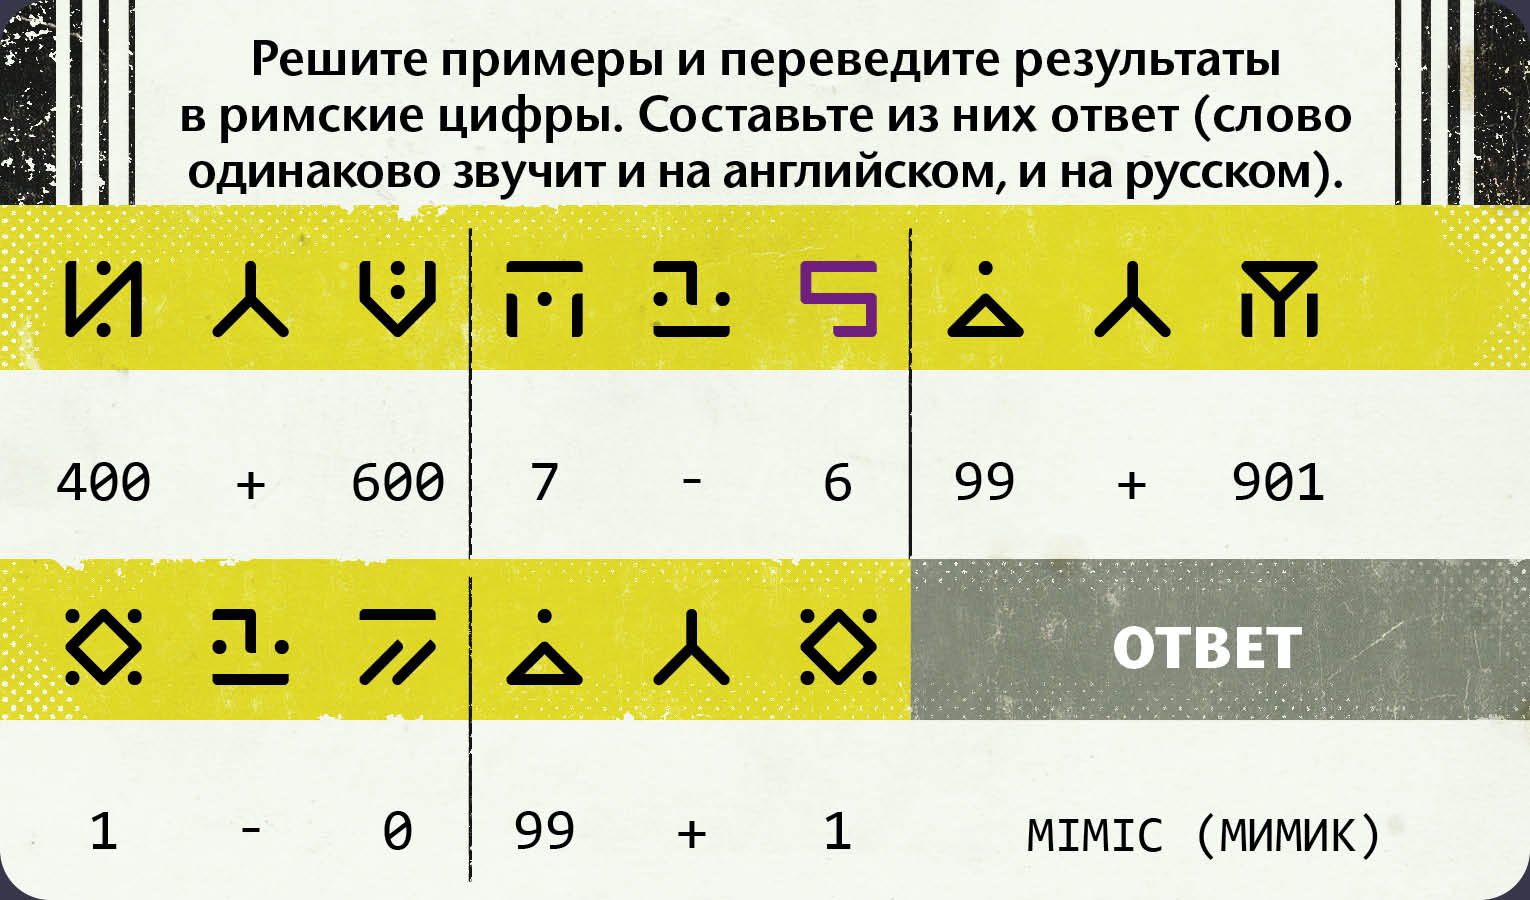 Решите примеры и переведите результаты
в римские цифры. Составьте из них ответ (слово
одинаково звучит и на английском, и на русском).
400 + 600 7 - 6 99 + 901
ОТВЕТ
1 - 0 99 + 1 MIMIC (МИМИК)